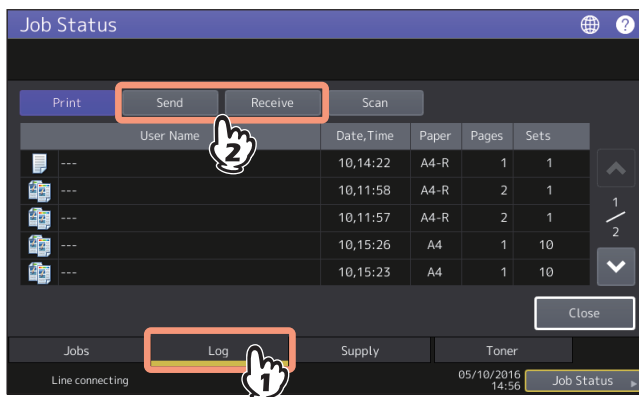 Job Status ?
Print Send Receive Scan
2
User Name Date,Time Paper Pages Sets
--- 10,14:22 A4-R 1 1
--- 10,11:58 A4-R 2 1
--- 10,11:57 A4-R 2 1
--- 10,15:26 A4 1 10
--- 10,15:23 A4 1 10
1
2
Close
Jobs Log Supply Toner
1
Line connecting 05/10/2016
14:56 Job Status